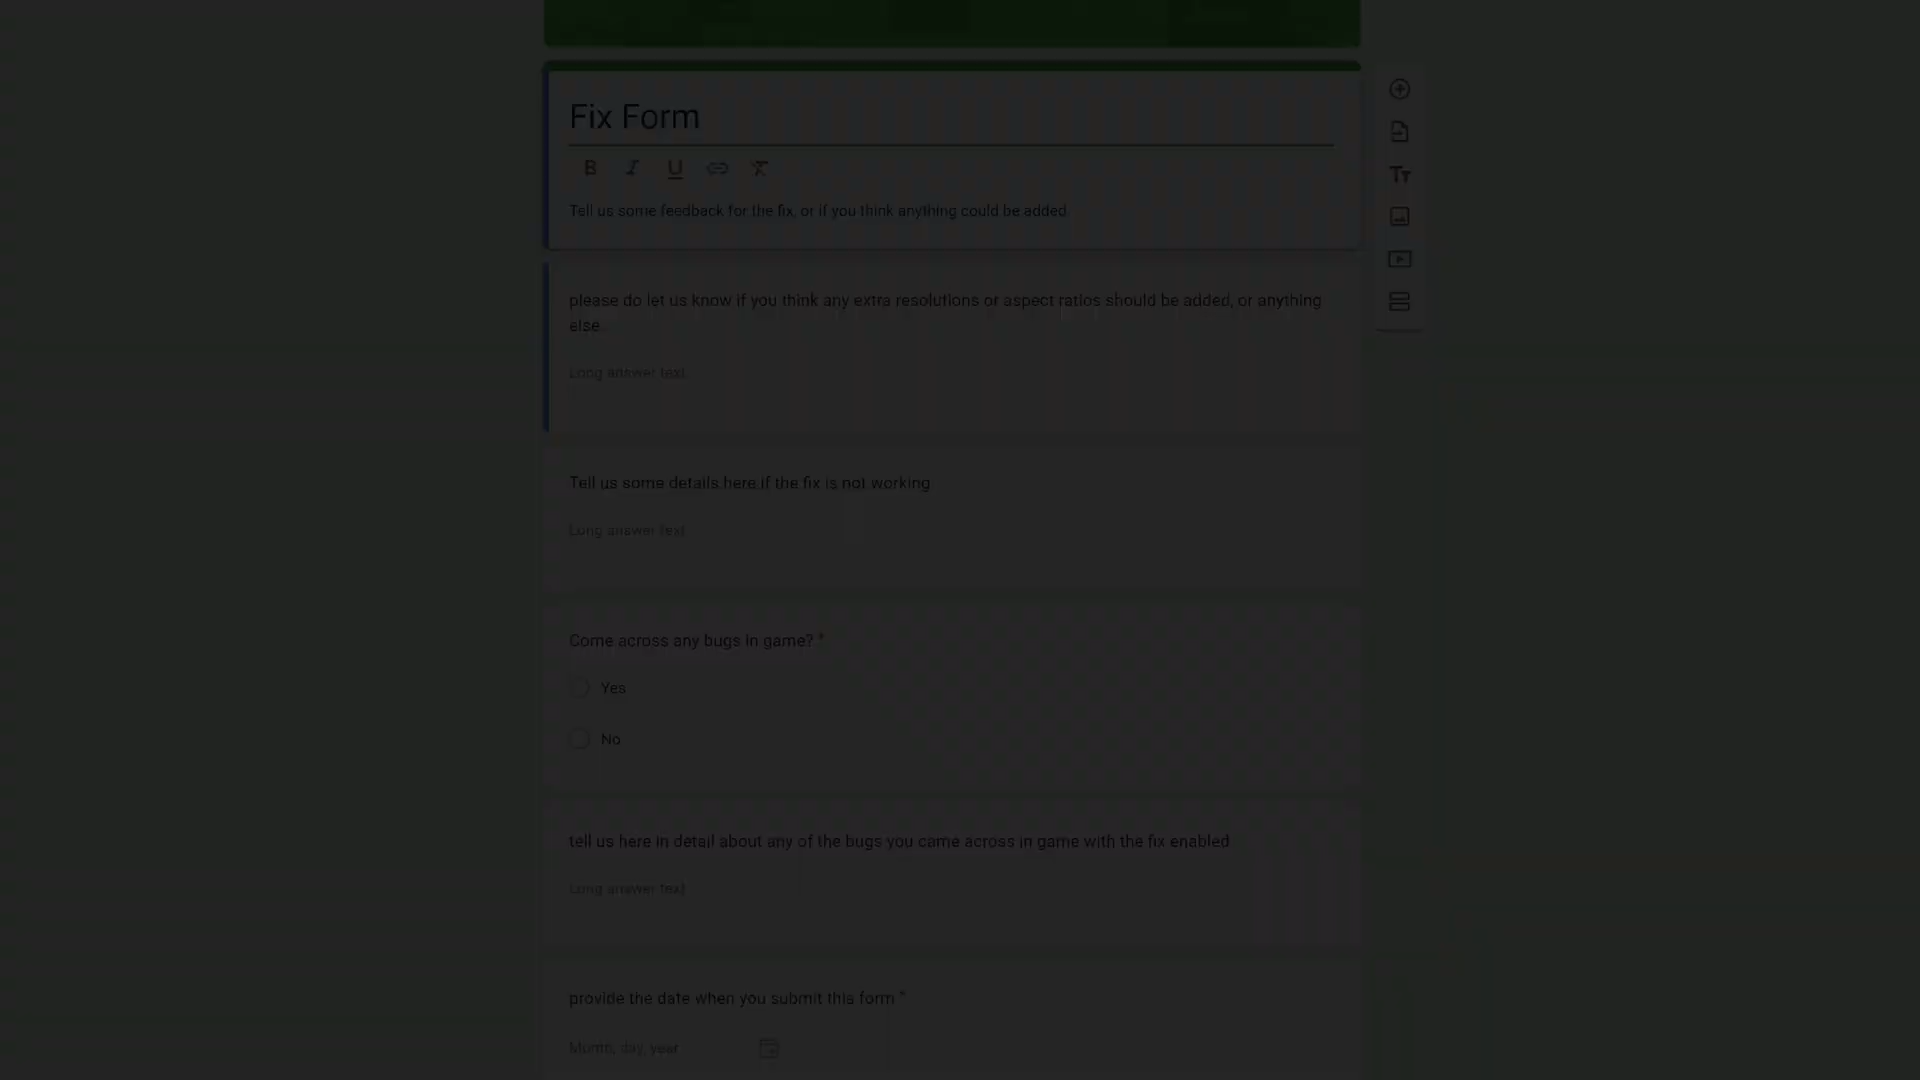 Fix Form
B I U
Tell us some feedback for the fix, or if you think anything could be added
Tт
please do let us know if you think any extra resolutions or aspect ratios should be added, or anything
else.
Long answer text
Tell us some details here if the fix is not working
Long answer text
Come across any bugs in game? *
Yes
No
tell us here in detail about any of the bugs you came across in game with the fix enabled
Long answer text
provide the date when you submit this form *
Month, day, year